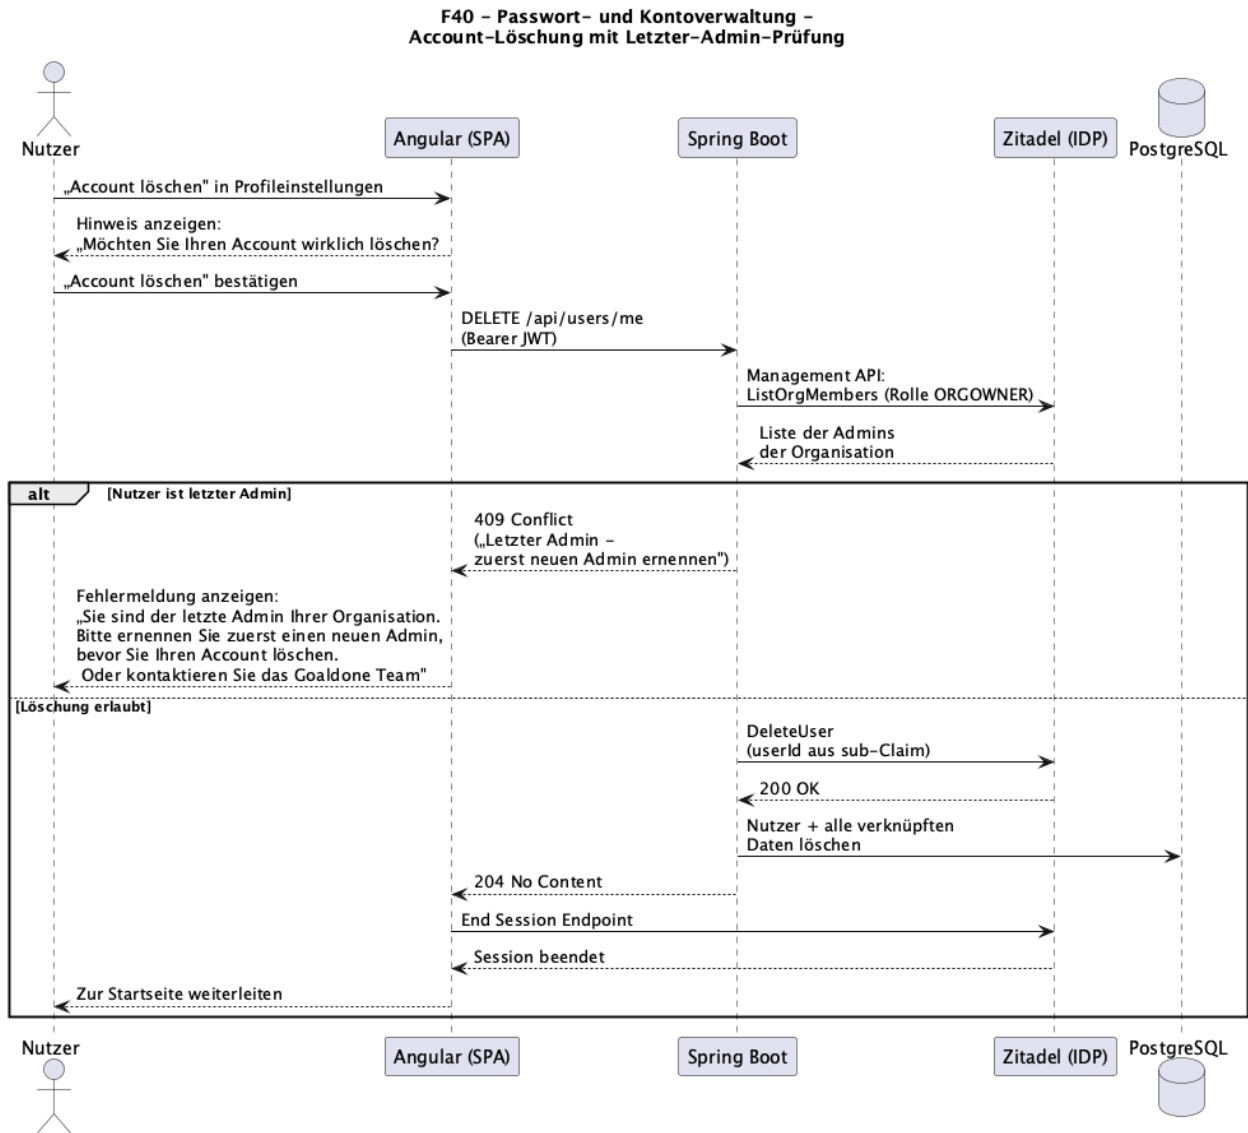 F40 – Passwort– und Kontoverwaltung –
Account–Löschung mit Letzter–Admin–Prüfung
Nutzer
Angular (SPA)
Spring Boot
Zitadel (IDP)
PostgreSQL
„Account löschen" in Profileinstellungen
Hinweis anzeigen:
„Möchten Sie Ihren Account wirklich löschen?
„Account löschen" bestätigen
DELETE /api/users/me
(Bearer JWT)
Management API:
ListOrgMembers (Rolle ORGOWNER)
Liste der Admins
der Organisation
alt
[Nutzer ist letzter Admin]
409 Conflict
(„Letzter Admin –
zuerst neuen Admin ernennen")
Fehlermeldung anzeigen:
„Sie sind der letzte Admin Ihrer Organisation.
Bitte ernennen Sie zuerst einen neuen Admin,
bevor Sie Ihren Account löschen.
Oder kontaktieren Sie das Goaldone Team"
[Löschung erlaubt]
DeleteUser
(userId aus sub–Claim)
200 OK
Nutzer + alle verknüpften
Daten löschen
204 No Content
End Session Endpoint
Session beendet
Zur Startseite weiterleiten
Nutzer
Angular (SPA)
Spring Boot
Zitadel (IDP)
PostgreSQL